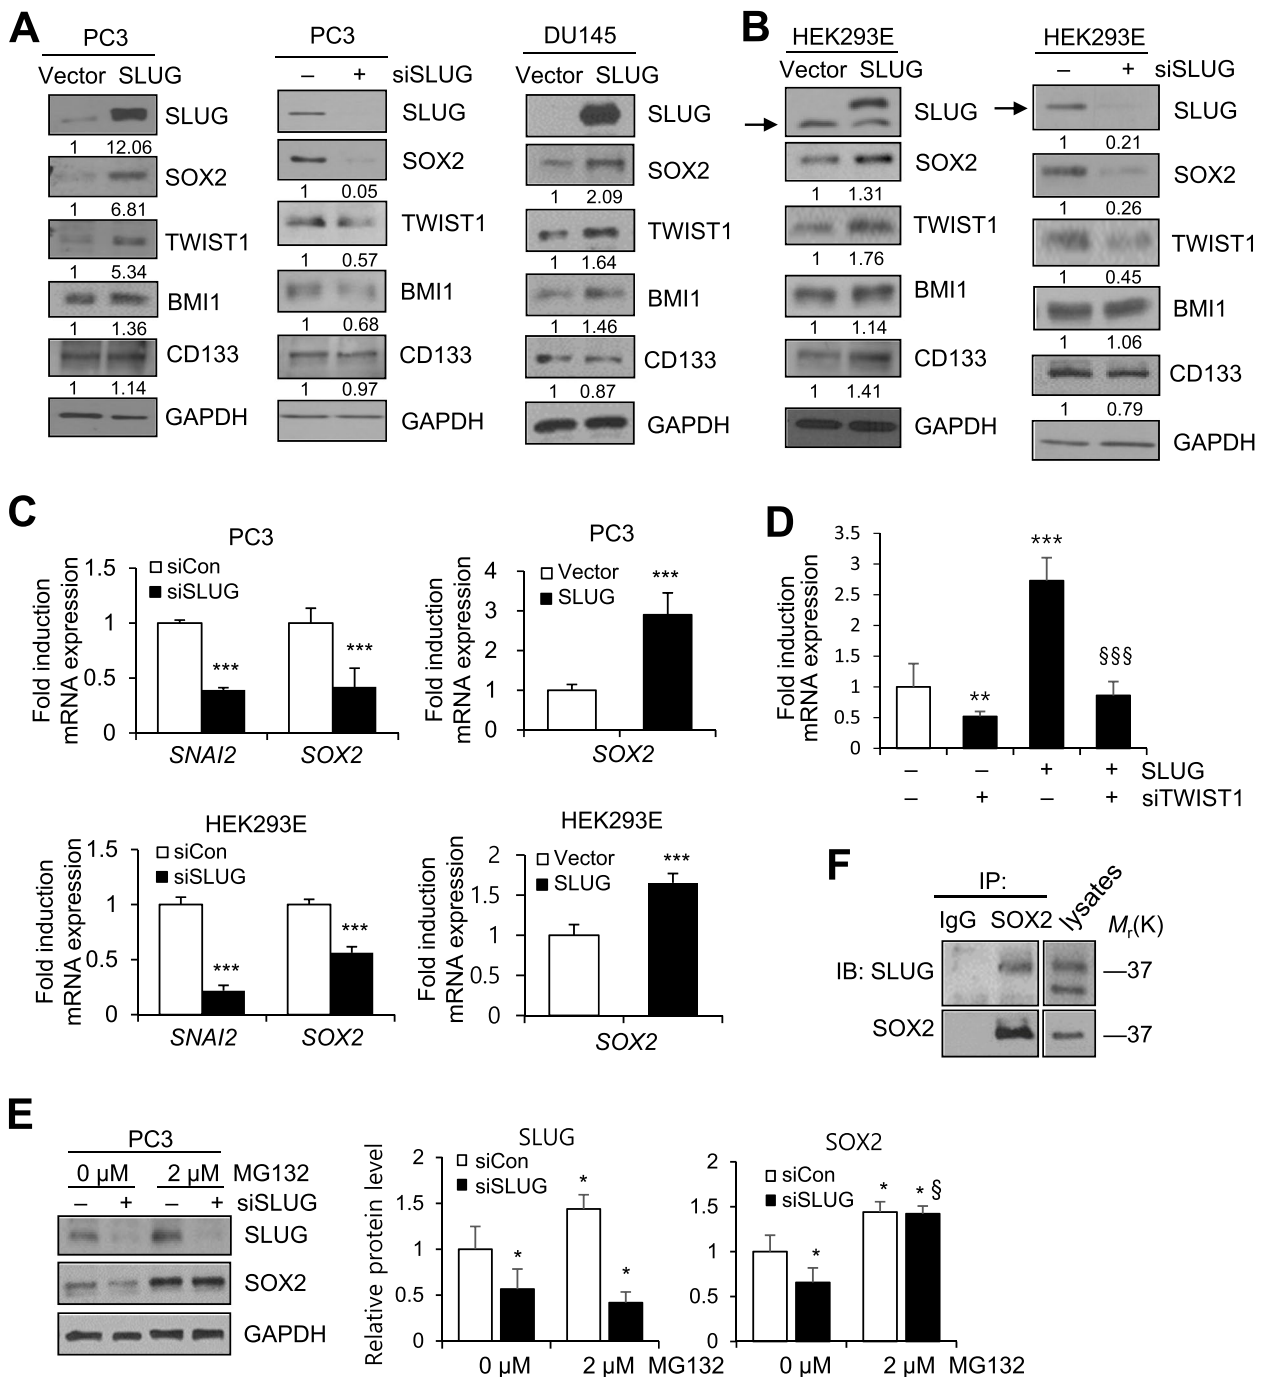 A
PC3
Vector SLUG
SLUG
1 12.06
SOX2
1 6.81
TWIST1
1 5.34
BMI1
1 1.36
CD133
1 1.14
GAPDH
PC3
– + siSLUG
SLUG
SOX2
1 0.05
TWIST1
1 0.57
BMI1
1 0.68
CD133
1 0.97
GAPDH
DU145
Vector SLUG
SLUG
SOX2
1 2.09
TWIST1
1 1.64
BMI1
1 1.46
CD133
1 0.87
GAPDH
B
HEK293E
Vector SLUG
SLUG
SOX2
1 1.31
TWIST1
1 1.76
BMI1
1 1.14
CD133
1 1.41
GAPDH
HEK293E
– + siSLUG
SLUG
1 0.21
SOX2
1 0.26
TWIST1
1 0.45
BMI1
1 1.06
CD133
1 0.79
GAPDH
C
PC3
Fold induction
mRNA expression
1.5
1
0.5
0
siCon
siSLUG
***
***
SNAI2 SOX2
PC3
Fold induction
mRNA expression
4
3
2
1
0
Vector
SLUG
***
SOX2
HEK293E
Fold induction
mRNA expression
1.5
1
0.5
0
siCon
siSLUG
***
***
SNAI2 SOX2
HEK293E
Fold induction
mRNA expression
2
1.5
1
0.5
0
Vector
SLUG
***
SOX2
D
Fold induction
mRNA expression
3.5
3
2.5
2
1.5
1
0.5
0
**
***
§§§
– – + + SLUG
– + – + siTWIST1
F
IP:
IgG SOX2 lysates
Mr(K)
IB: SLUG
—37
SOX2
—37
E
PC3
0 µM 2 µM MG132
– + – + siSLUG
SLUG
SOX2
GAPDH
Relative protein level
SLUG
2
1.5
1
0.5
0
siCon
siSLUG
*
*
*
0 µM 2 µM MG132
SOX2
2
1.5
1
0.5
0
siCon
siSLUG
*
*
* §
0 µM 2 µM MG132